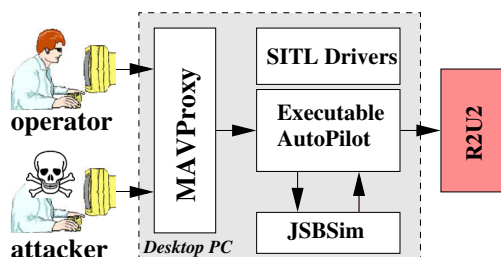 operator
attacker
MAVProxy
Desktop PC
SITL Drivers
Executable
AutoPilot
JSBSim
R2U2